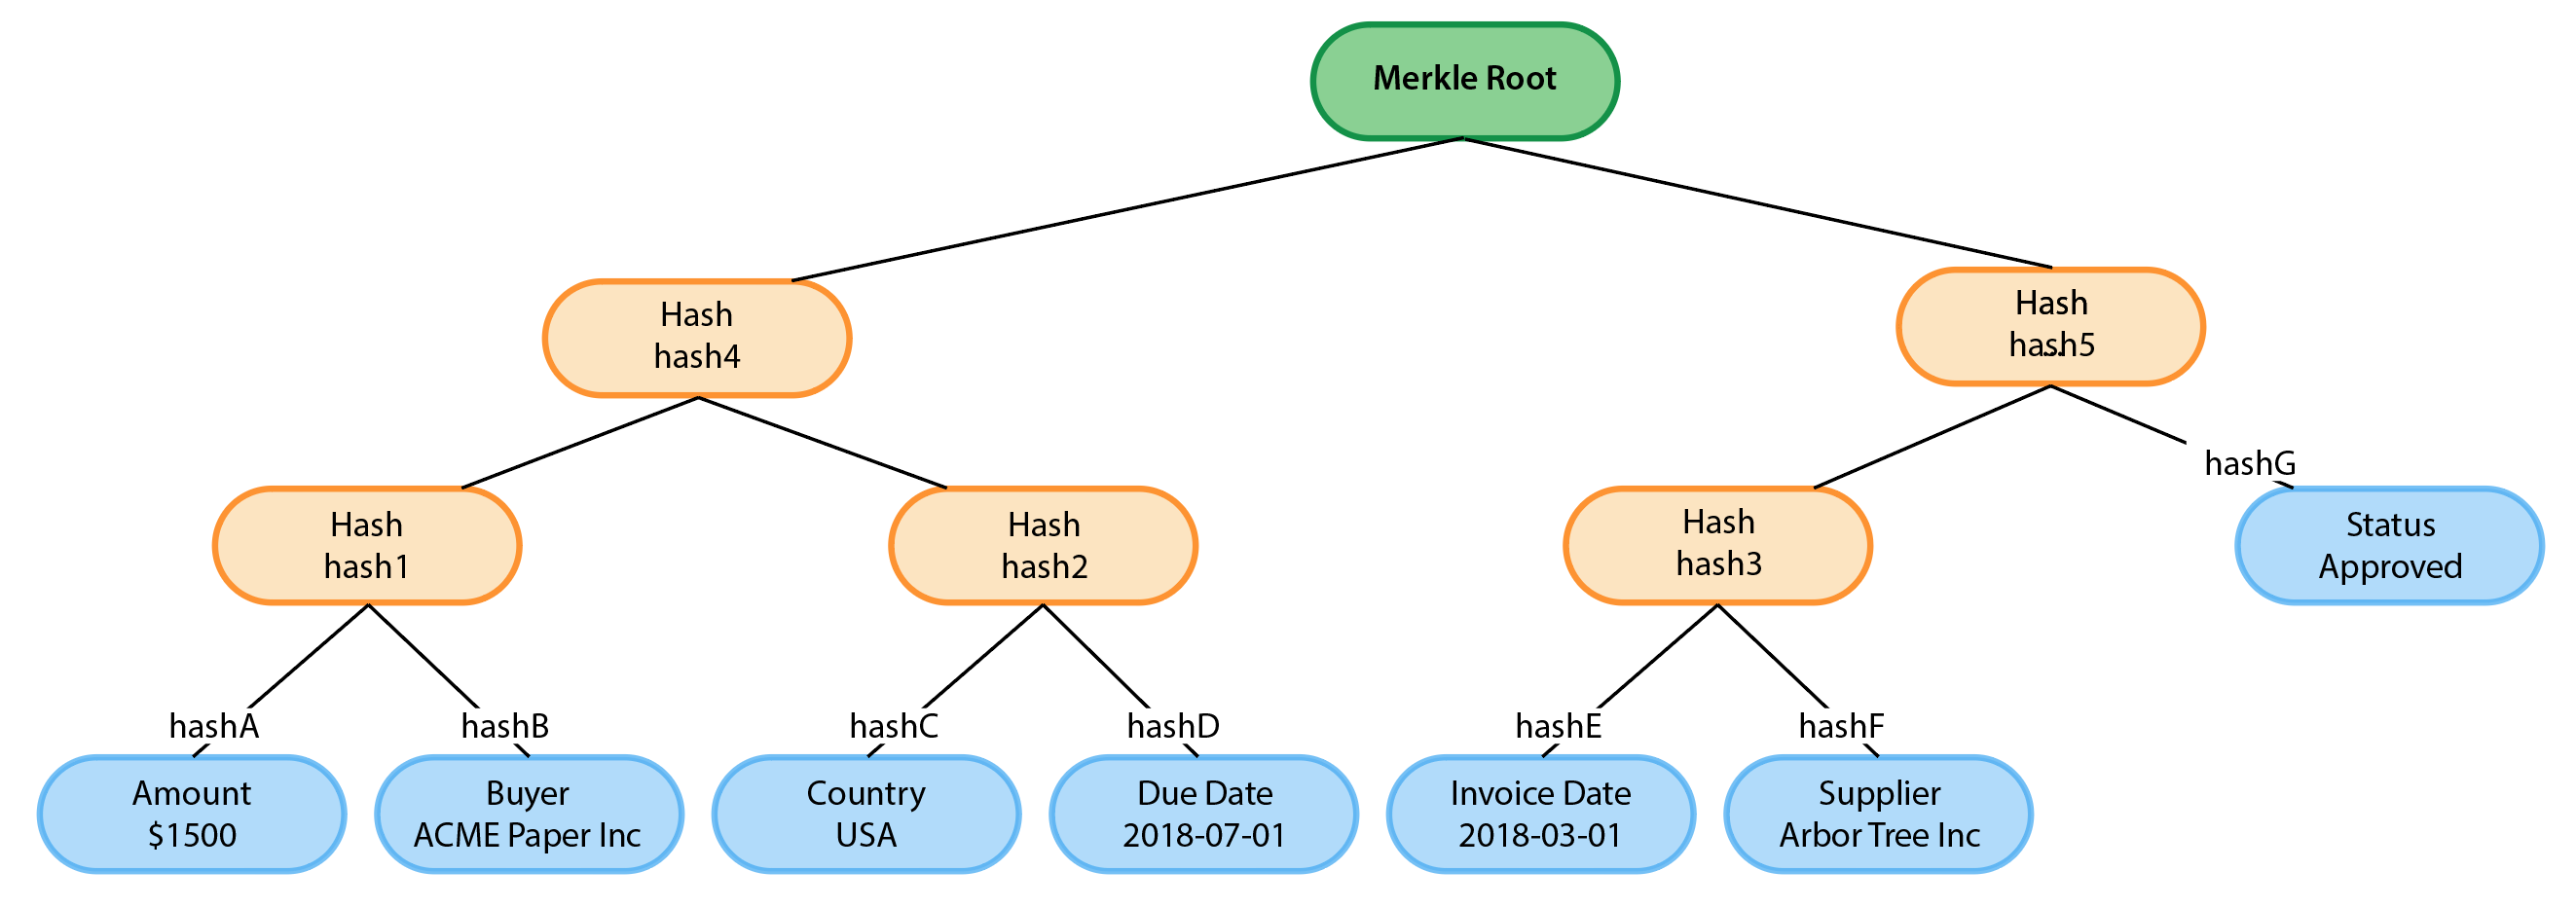 Merkle Root
Hash
hash4
Hash
hash5
...
Hash
hash1
Hash
hash2
Hash
hash3
hashG
Status
Approved
hashA
hashB
hashC
hashD
hashE
hashF
Amount
$1500
Buyer
ACME Paper Inc
Country
USA
Due Date
2018-07-01
Invoice Date
2018-03-01
Supplier
Arbor Tree Inc